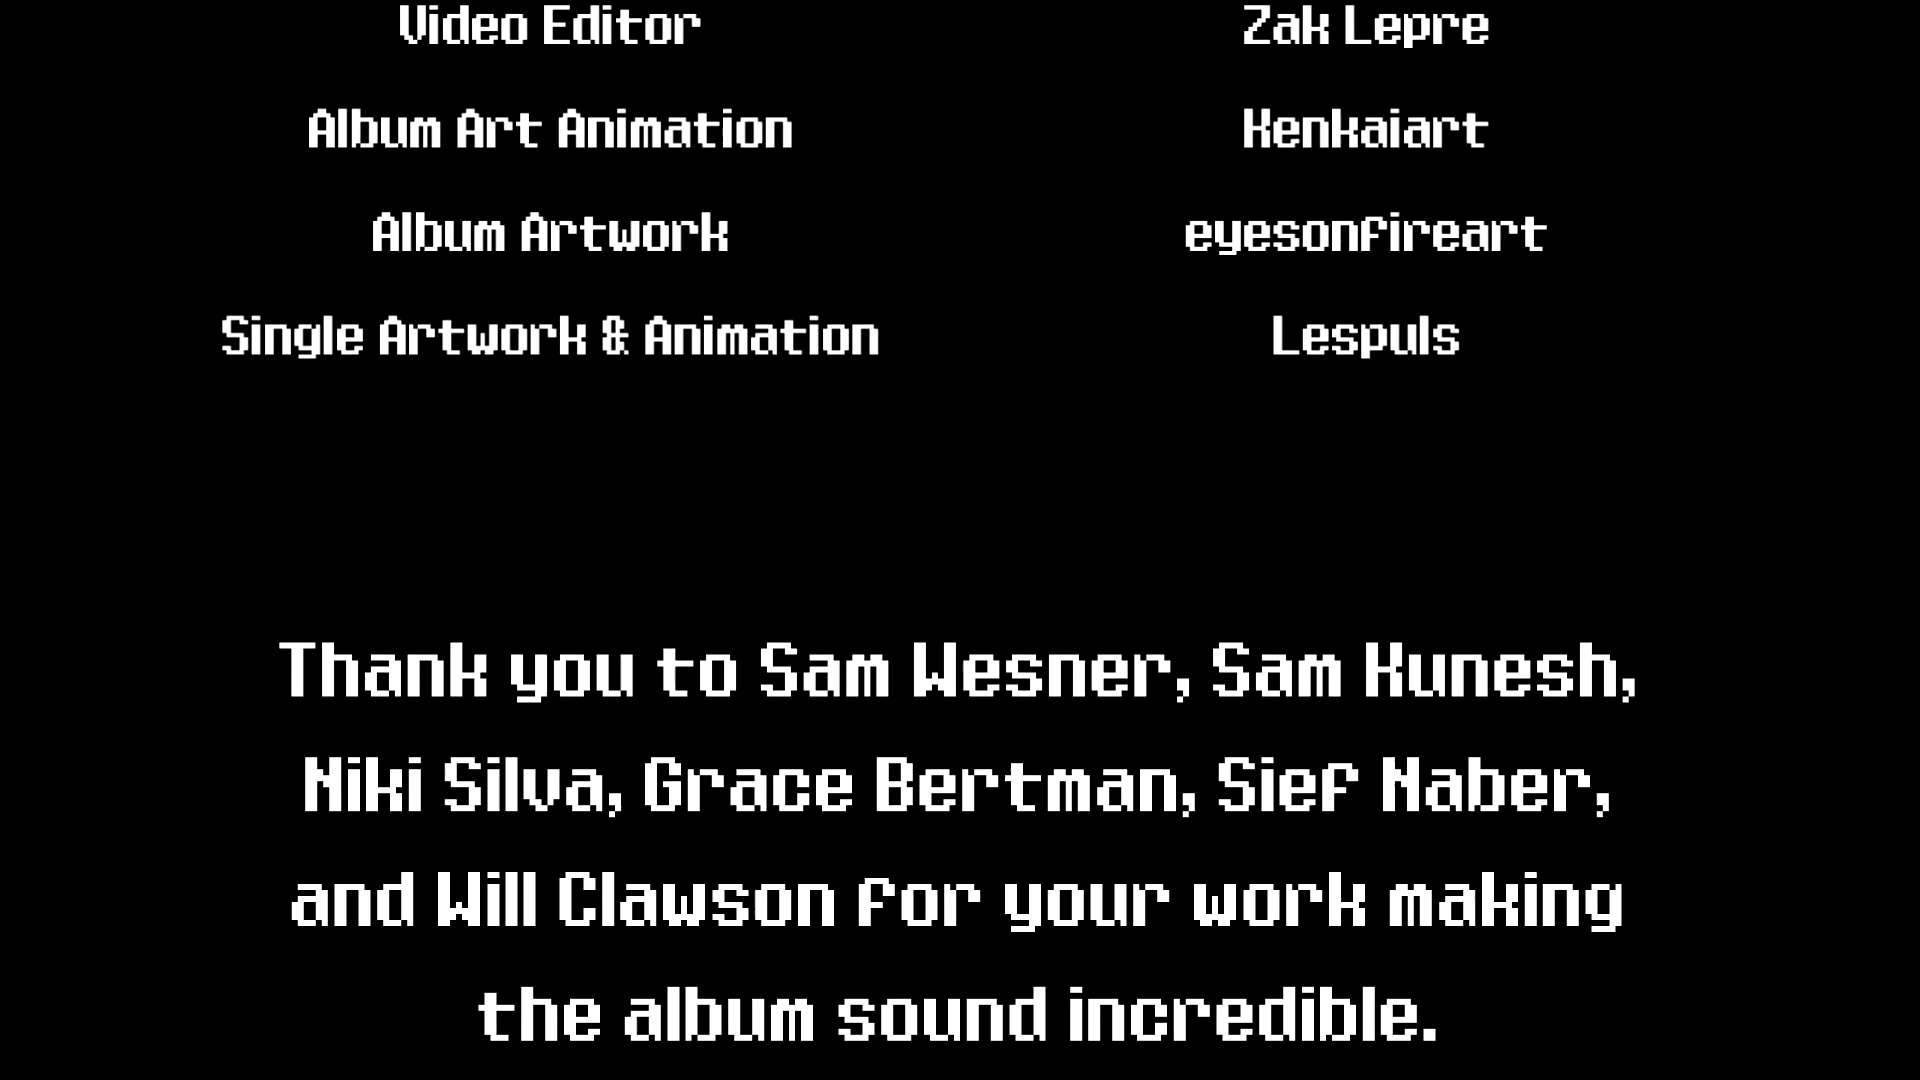 Video Editor Zak Lepre
Album Art Animation Kenkaiart
Album Artwork eyesonfireart
Single Artwork & Animation Lespuls
Thank you to Sam Wesner, Sam Kunesh,
Niki Silva, Grace Bertman, Sief Naber,
and Will Clawson for your work making
the album sound incredible.